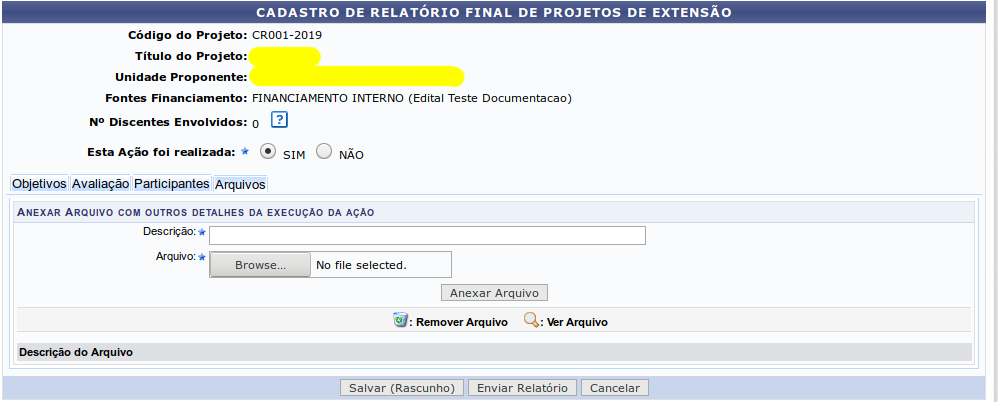 CADASTRO DE RELATÓRIO FINAL DE PROJETOS DE EXTENSÃO
Código do Projeto: CR001-2019
Título do Projeto:
Unidade Proponente:
Fontes Financiamento: FINANCIAMENTO INTERNO (Edital Teste Documentacao)
Nº Discentes Envolvidos: 0 ?
Esta Ação foi realizada: SIM NÃO
Objetivos Avaliação Participantes Arquivos
ANEXAR ARQUIVO COM OUTROS DETALHES DA EXECUÇÃO DA AÇÃO
Descrição:
Arquivo: Browse... No file selected.
Anexar Arquivo
: Remover Arquivo : Ver Arquivo
Descrição do Arquivo
Salvar (Rascunho) Enviar Relatório Cancelar